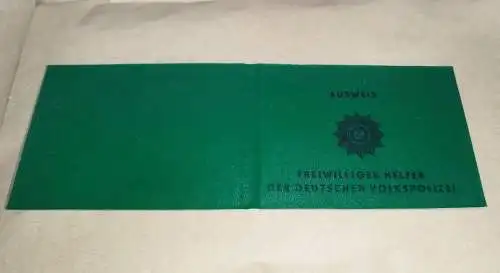 AUSWEIS
FREIWILLIGER HELFER
DER DEUTSCHEN VOLKSPOLIZEI